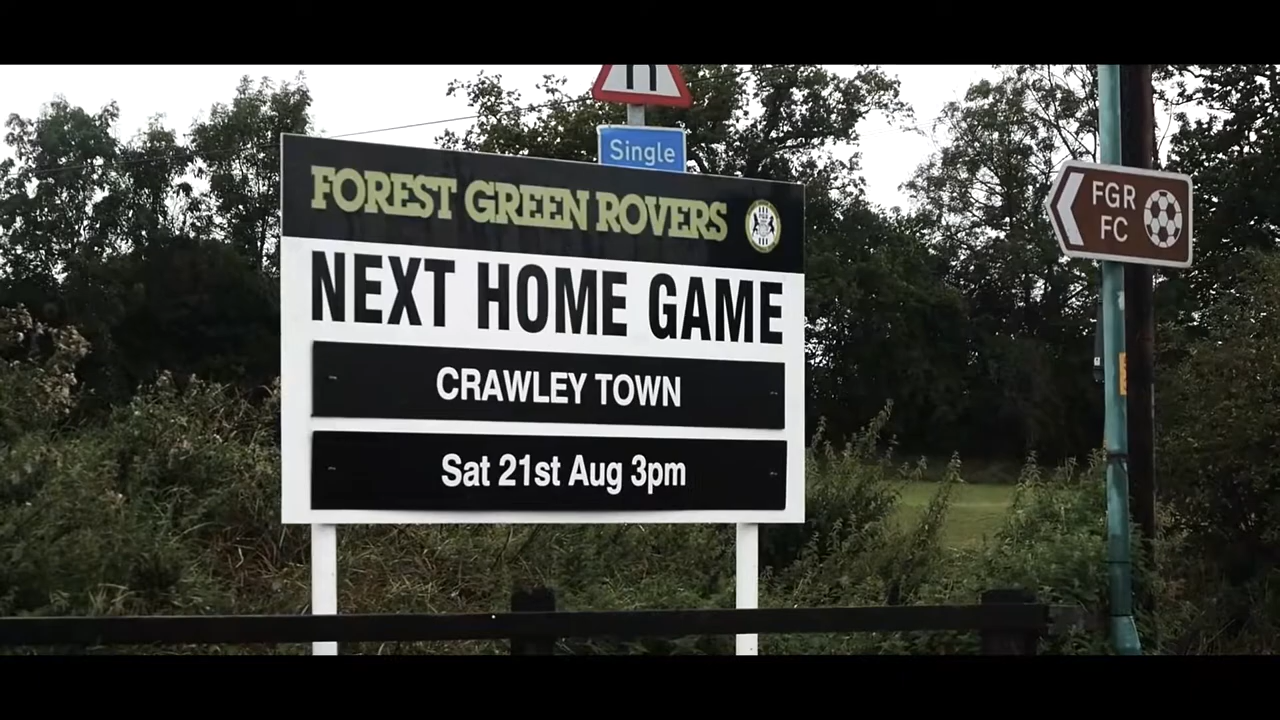 Single
FOREST GREEN ROVERS
NEXT HOME GAME
CRAWLEY TOWN
Sat 21st Aug 3pm
FGR
FC